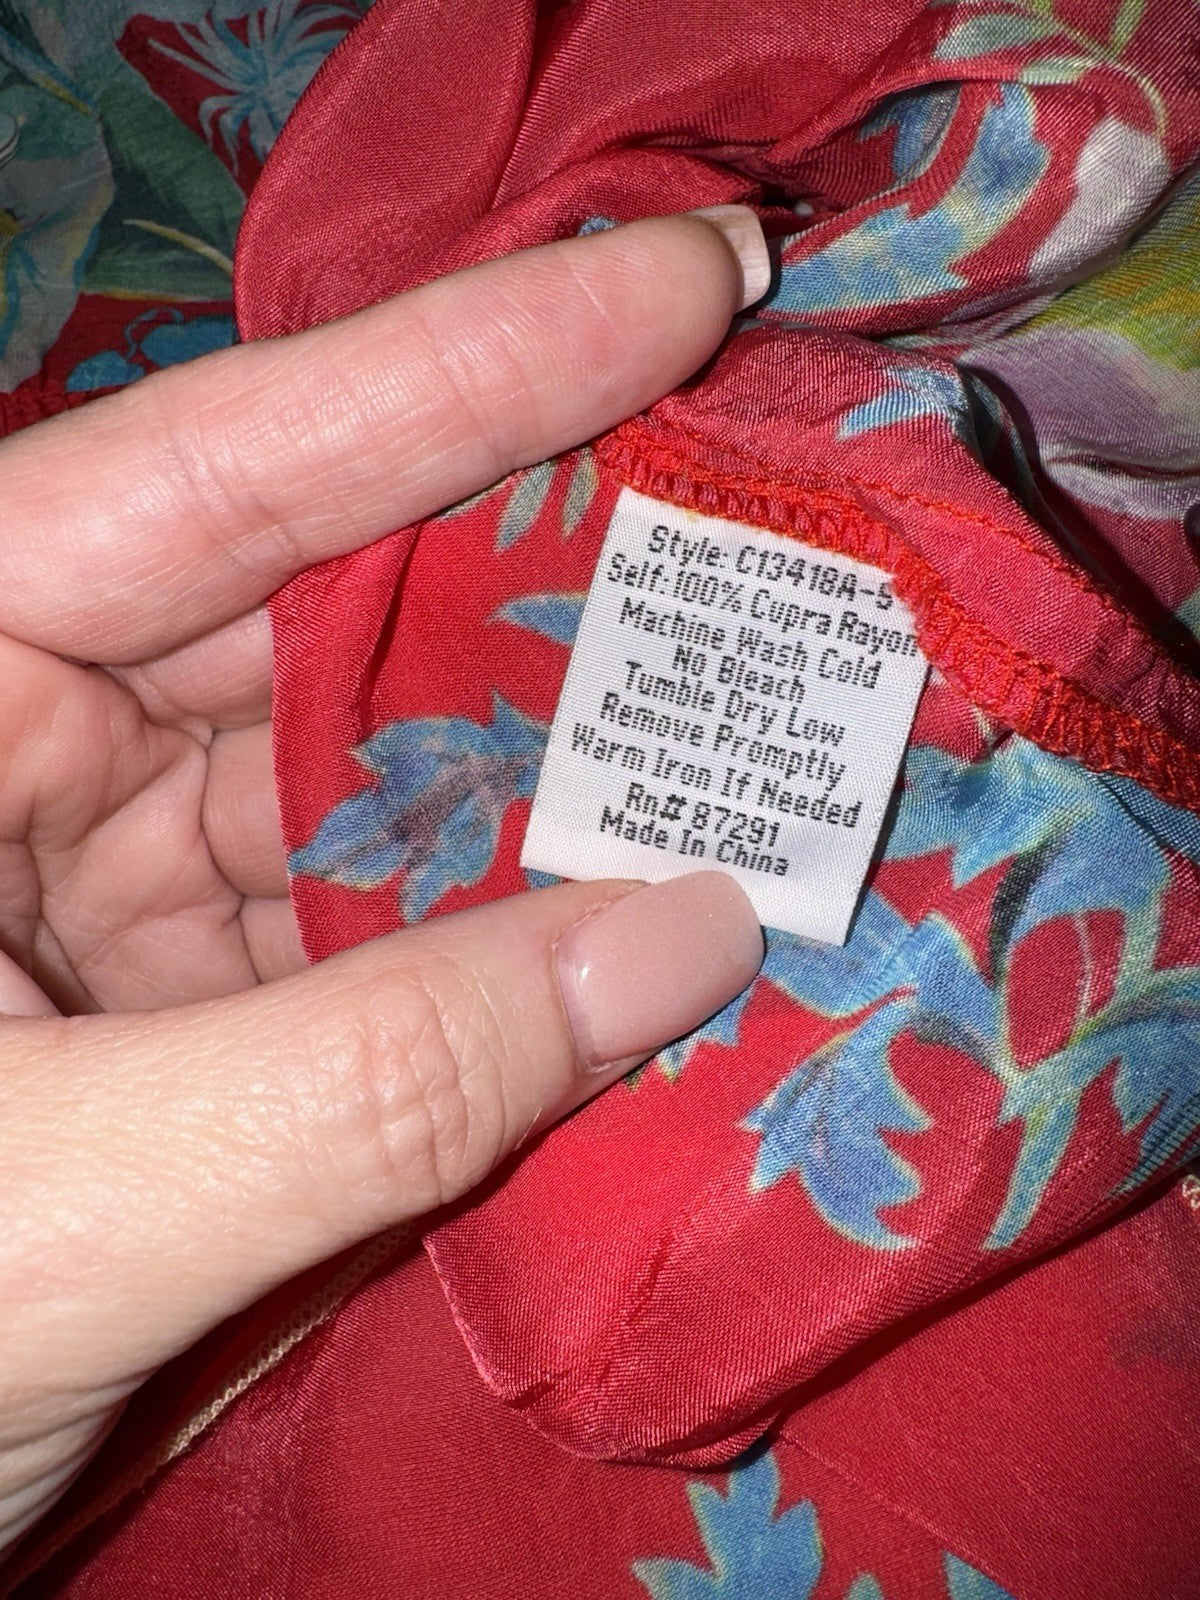 Style: C13418A-5
Self:100% Cupra Rayon
Machine Wash Cold
No Bleach
Tumble Dry Low
Remove Promptly
Warm Iron If Needed
Rn# 87291
Made In China